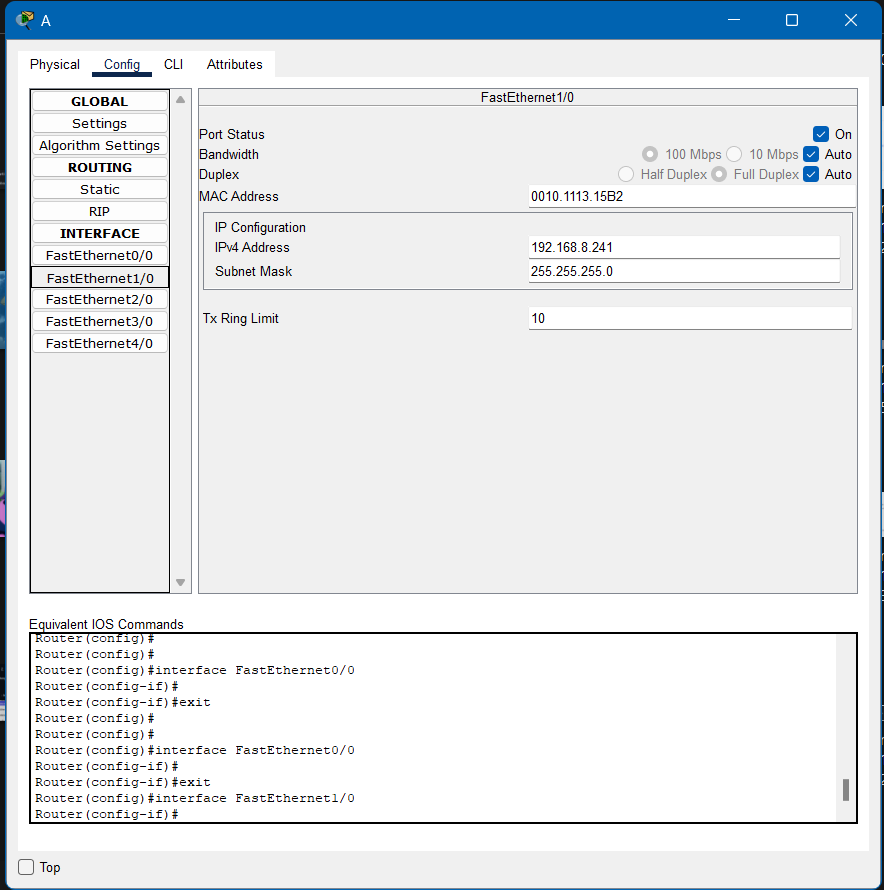 A
Physical Config CLI Attributes
GLOBAL
Settings
Algorithm Settings
ROUTING
Static
RIP
INTERFACE
FastEthernet0/0
FastEthernet1/0
FastEthernet2/0
FastEthernet3/0
FastEthernet4/0
FastEthernet1/0
Port Status On
Bandwidth 100 Mbps 10 Mbps Auto
Duplex Half Duplex Full Duplex Auto
MAC Address 0010.1113.15B2
IP Configuration
IPv4 Address 192.168.8.241
Subnet Mask 255.255.255.0
Tx Ring Limit 10
Equivalent IOS Commands
Router(config)#
Router(config)#
Router(config)#interface FastEthernet0/0
Router(config-if)#
Router(config-if)#exit
Router(config)#
Router(config)#
Router(config)#interface FastEthernet0/0
Router(config-if)#
Router(config-if)#exit
Router(config)#interface FastEthernet1/0
Router(config-if)#
Top